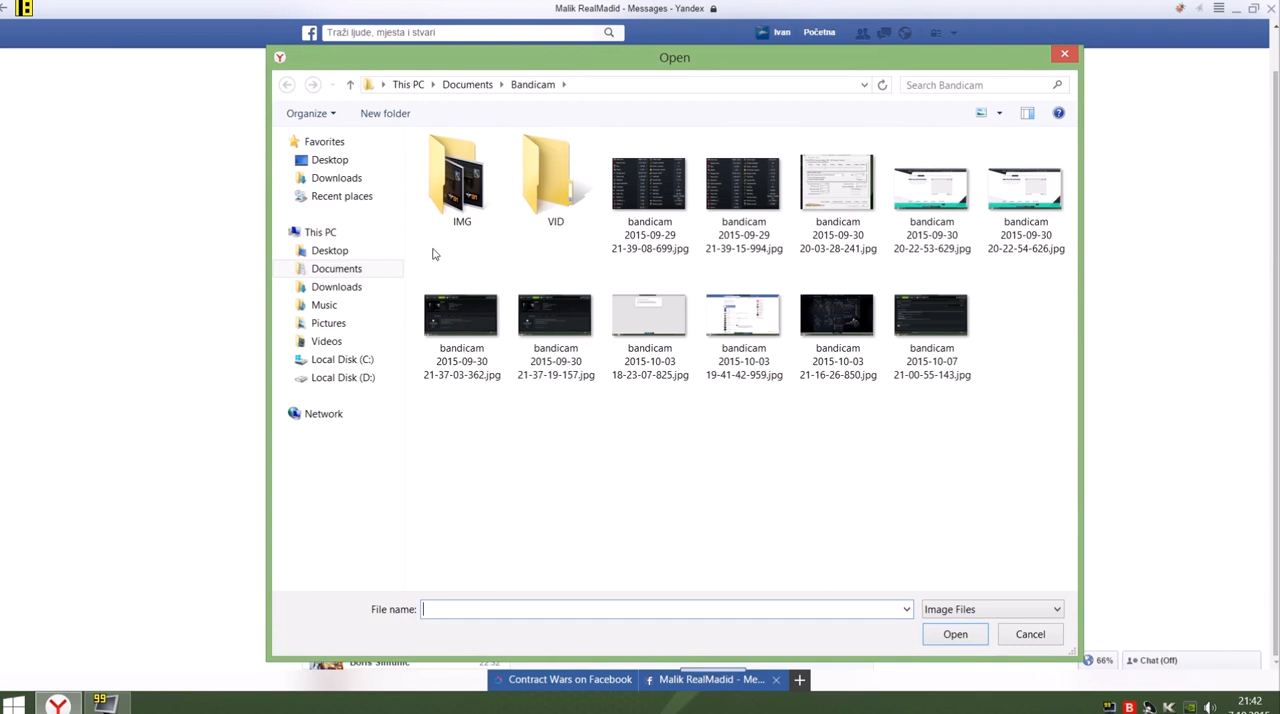 Malik RealMadid - Messages - Yandex
Traži ljude, mjesta i stvari
Ivan
Početna
Open
This PC
Documents
Bandicam
Search Bandicam
Organize
New folder
Favorites
Desktop
Downloads
Recent places
This PC
Desktop
Documents
Downloads
Music
Pictures
Videos
Local Disk (C:)
Local Disk (D:)
Network
IMG
VID
bandicam
2015-09-29
21-39-08-699.jpg
bandicam
2015-09-29
21-39-15-994.jpg
bandicam
2015-09-30
20-03-28-241.jpg
bandicam
2015-09-30
20-22-53-629.jpg
bandicam
2015-09-30
20-22-54-626.jpg
bandicam
2015-09-30
21-37-03-362.jpg
bandicam
2015-09-30
21-37-19-157.jpg
bandicam
2015-10-03
18-23-07-825.jpg
bandicam
2015-10-03
19-41-42-959.jpg
bandicam
2015-10-03
21-16-26-850.jpg
bandicam
2015-10-07
21-00-55-143.jpg
File name:
Image Files
Open
Cancel
22:32
66%
Chat (Off)
Contract Wars on Facebook
Malik RealMadid - Me...
99
21:42